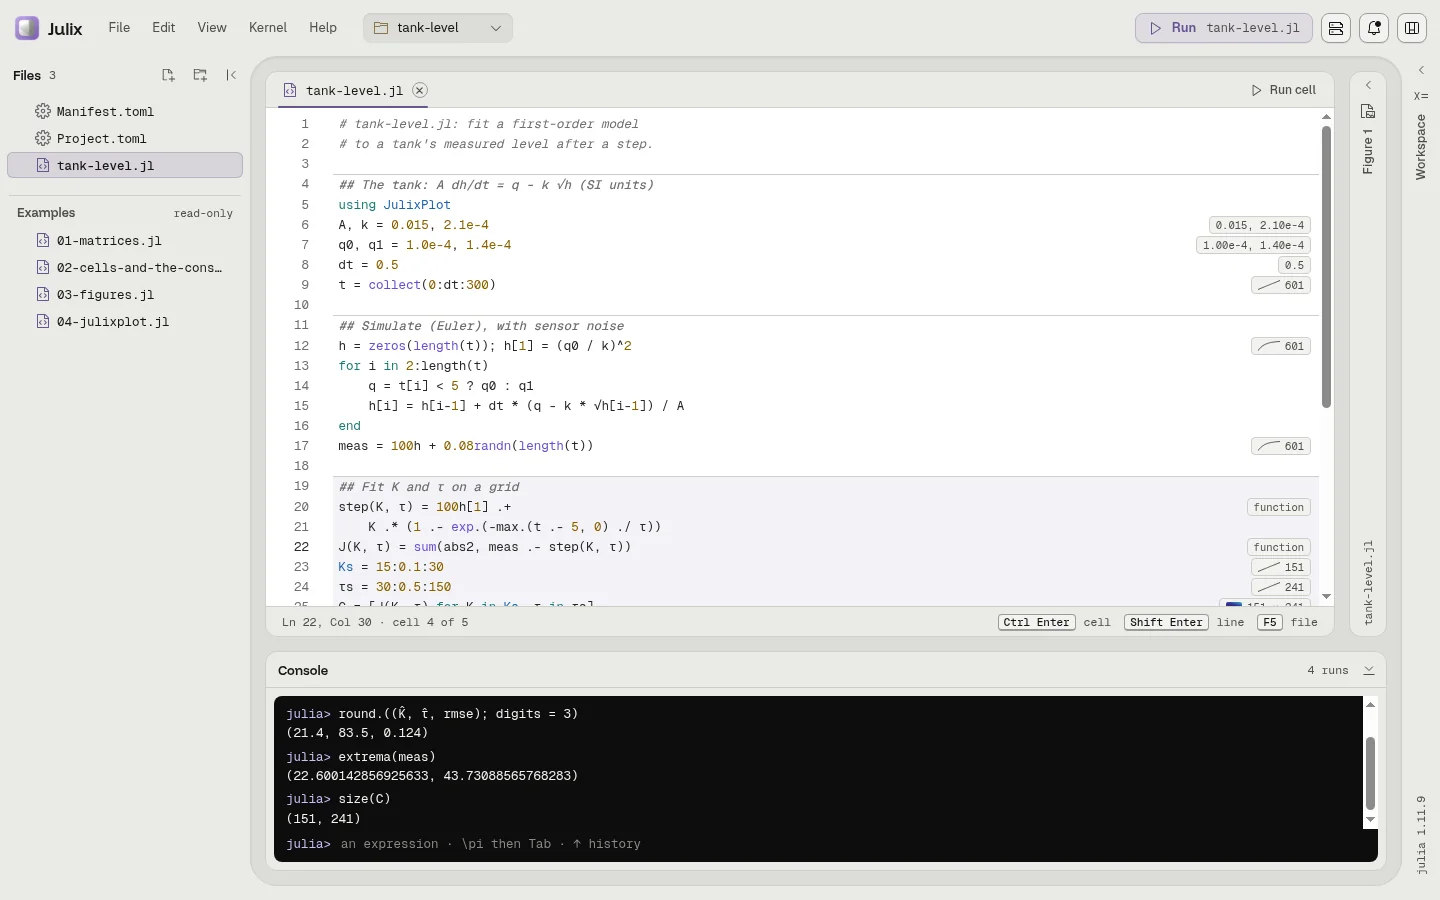 Julix File Edit View Kernel Help tank-level Run tank-level.jl
Files 3
Manifest.toml
Project.toml
tank-level.jl
Examples read-only
01-matrices.jl
02-cells-and-the-cons…
03-figures.jl
04-julixplot.jl
tank-level.jl Run cell
1 # tank-level.jl: fit a first-order model
2 # to a tank's measured level after a step.
3
4 ## The tank: A dh/dt = q - k √h (SI units)
5 using JulixPlot
6 A, k = 0.015, 2.1e-4 0.015, 2.10e-4
7 q0, q1 = 1.0e-4, 1.4e-4 1.00e-4, 1.40e-4
8 dt = 0.5 0.5
9 t = collect(0:dt:300) 601
10
11 ## Simulate (Euler), with sensor noise
12 h = zeros(length(t)); h[1] = (q0 / k)^2 601
13 for i in 2:length(t)
14 q = t[i] < 5 ? q0 : q1
15 h[i] = h[i-1] + dt * (q - k * √h[i-1]) / A
16 end
17 meas = 100h + 0.08randn(length(t)) 601
18
19 ## Fit K and τ on a grid
20 step(K, τ) = 100h[1] .+ function
21 K .* (1 .- exp.(-max.(t .- 5, 0) ./ τ))
22 J(K, τ) = sum(abs2, meas .- step(K, τ)) function
23 Ks = 15:0.1:30 151
24 τs = 30:0.5:150 241
Ln 22, Col 30 · cell 4 of 5 Ctrl Enter cell Shift Enter line F5 file
Figure 1
tank-level.jl
X=
Workspace
julia 1.11.9
Console 4 runs
julia> round.((K̂, τ̂, rmse); digits = 3)
(21.4, 83.5, 0.124)
julia> extrema(meas)
(22.600142856925633, 43.73088565768283)
julia> size(C)
(151, 241)
julia> an expression · \pi then Tab · ↑ history